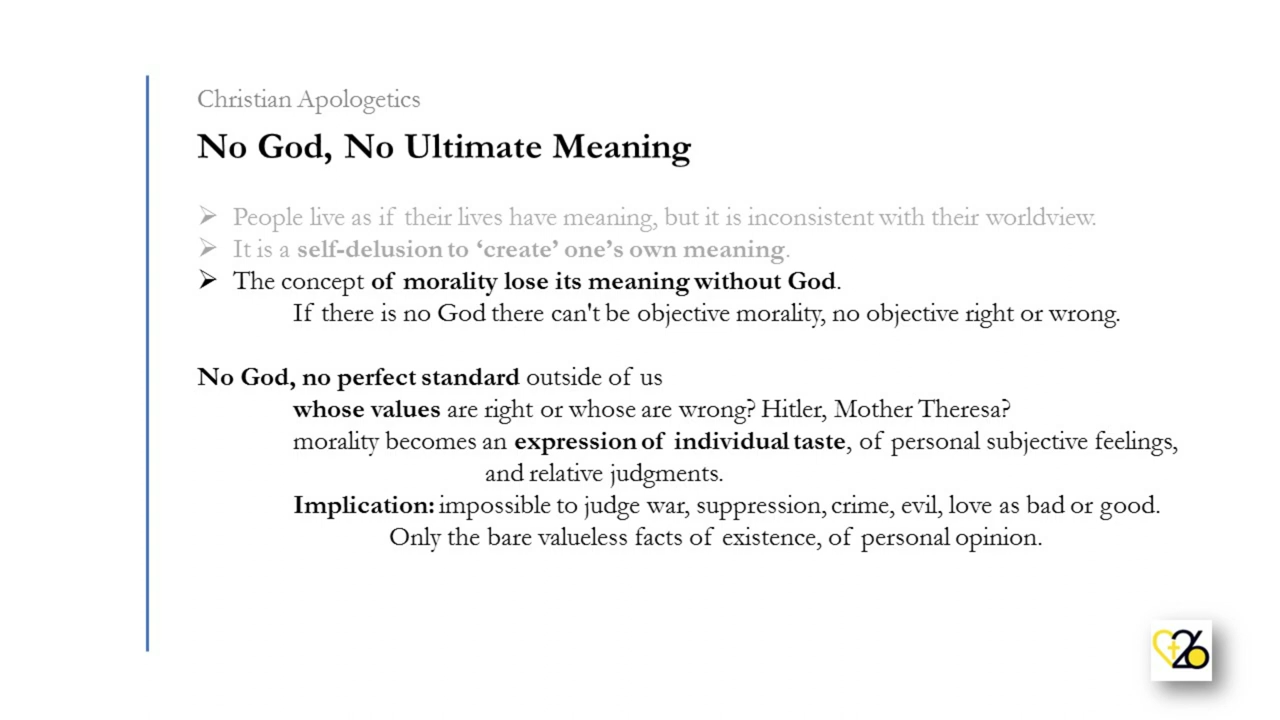 Christian Apologetics
No God, No Ultimate Meaning
➢ People live as if their lives have meaning, but it is inconsistent with their worldview.
➢ It is a self-delusion to ‘create’ one’s own meaning.
➢ The concept of morality lose its meaning without God.
If there is no God there can't be objective morality, no objective right or wrong.
No God, no perfect standard outside of us
whose values are right or whose are wrong? Hitler, Mother Theresa?
morality becomes an expression of individual taste, of personal subjective feelings,
and relative judgments.
Implication: impossible to judge war, suppression, crime, evil, love as bad or good.
Only the bare valueless facts of existence, of personal opinion.
26